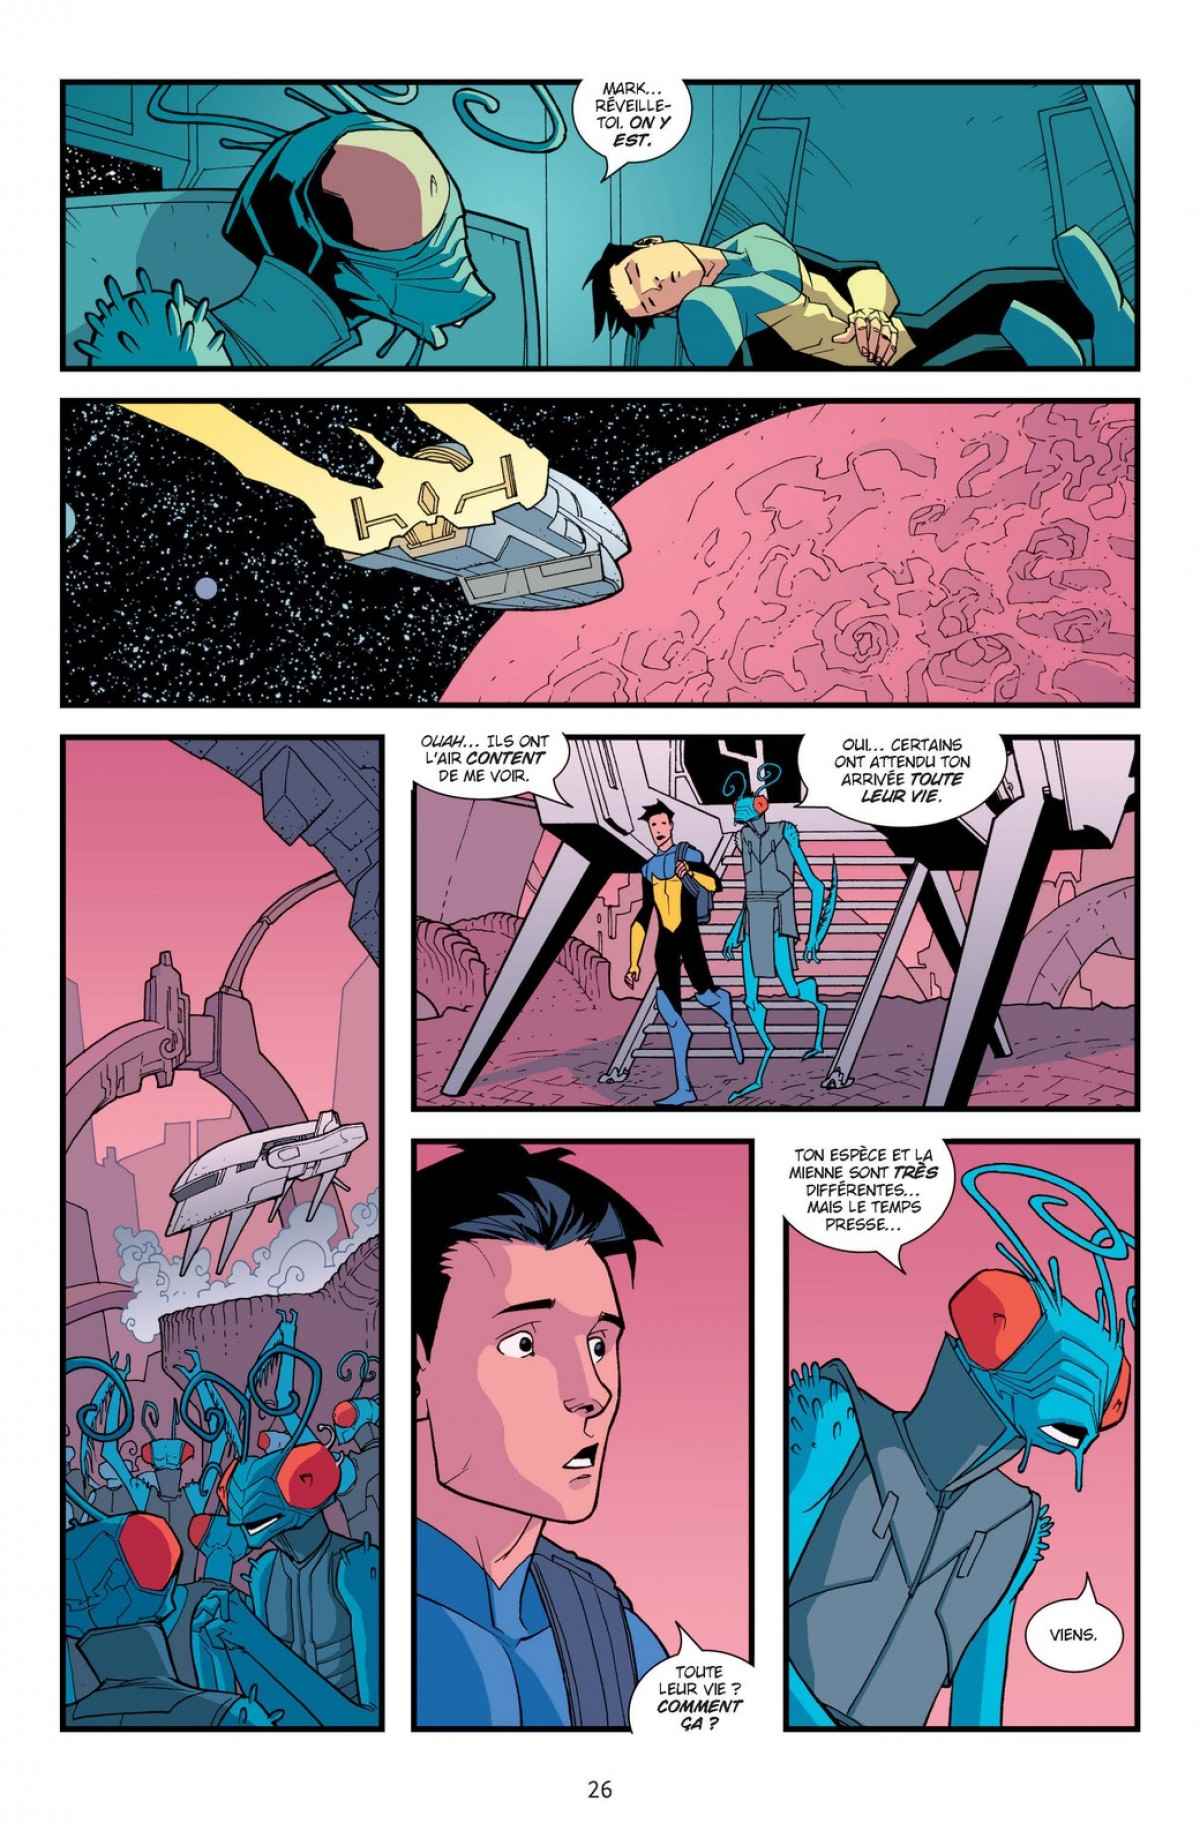 MARK...
RÉVEILLE-
TOI. ON Y
EST.
OUAH... ILS ONT
L'AIR CONTENT
DE ME VOIR.
OUI... CERTAINS
ONT ATTENDU TON
ARRIVÉE TOUTE
LEUR VIE.
TOUTE
LEUR VIE ?
COMMENT
ÇA ?
TON ESPÈCE ET LA
MIENNE SONT TRÈS
DIFFÉRENTES...
MAIS LE TEMPS
PRESSE...
VIENS.
26